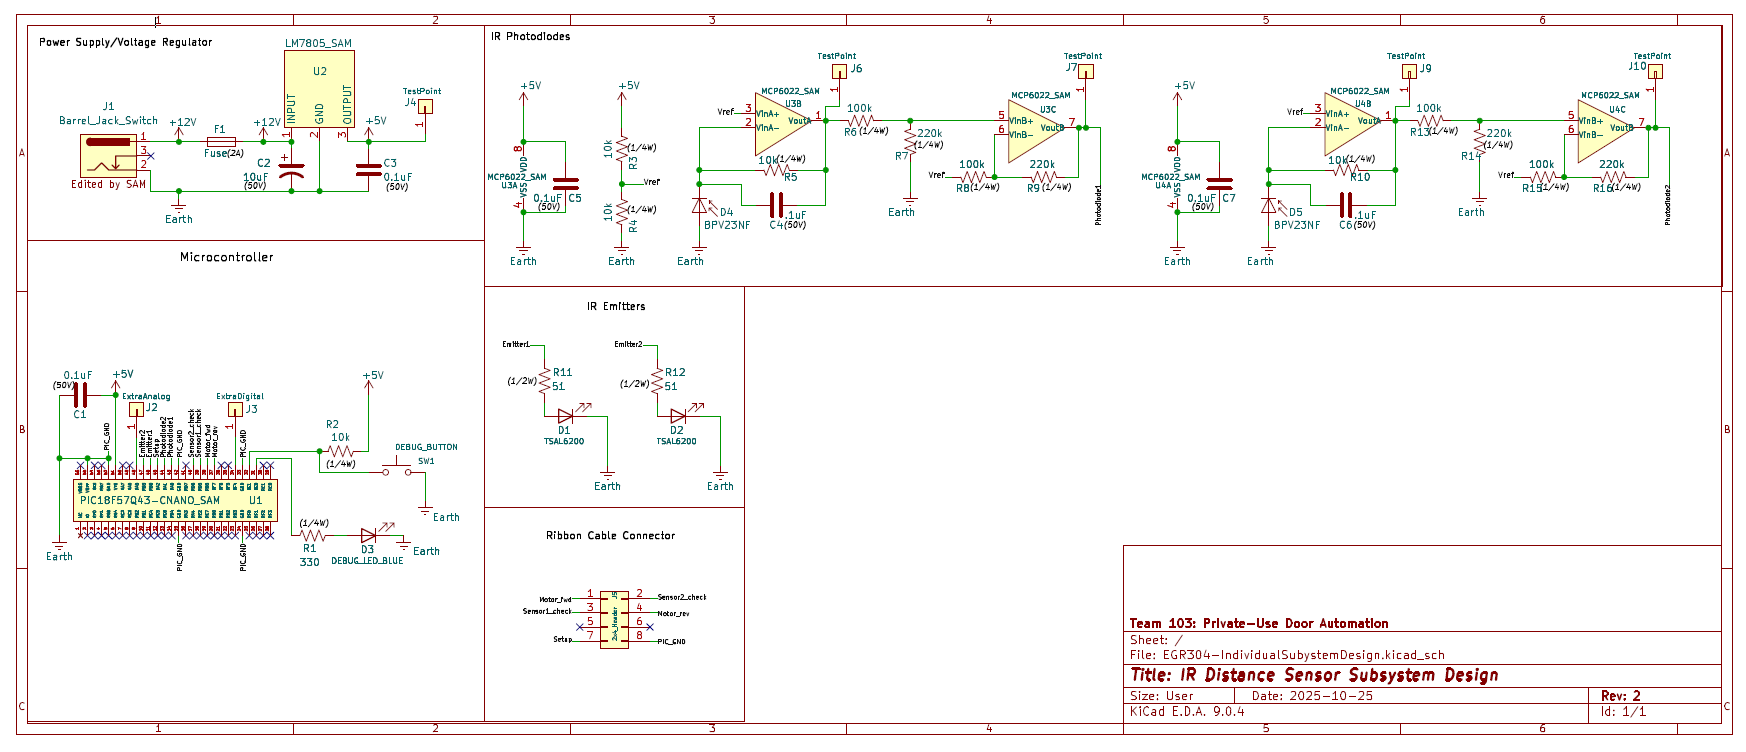 1
2
3
4
5
6
A
B
C
Power Supply/Voltage Regulator
LM7805_SAM
U2
INPUT
GND
OUTPUT
1
2
3
TestPoint
J4
1
J1
Barrel_Jack_Switch
1
3
2
Edited by SAM
+12V
F1
Fuse(2A)
+12V
+5V
C2
10uF
(50V)
C3
0.1uF
(50V)
Earth
IR Photodiodes
+5V
8
VDD
VSS
4
MCP6022_SAM
U3A
0.1uF
C5
(50V)
Earth
+5V
10k
(1/4W)
R3
Vref
10k
(1/4W)
R4
Earth
TestPoint
J6
1
MCP6022_SAM
U3B
Vref
3
VinA+
2
VinA-
VoutA
1
100k
R6(1/4W)
10k(1/4W)
R5
D4
BPV23NF
C4
.1uF
(50V)
Earth
220k
(1/4W)
R7
Earth
TestPoint
J7
1
MCP6022_SAM
U3C
5
VinB+
6
VinB-
VoutB
7
100k
Vref
R8(1/4W)
220k
R9(1/4W)
Photodiode1
+5V
8
VDD
VSS
4
MCP6022_SAM
U4A
0.1uF
C7
(50V)
Earth
TestPoint
J9
1
MCP6022_SAM
U4B
Vref
3
VinA+
2
VinA-
VoutA
1
100k
R13(1/4W)
10k(1/4W)
R10
D5
BPV23NF
C6
.1uF
(50V)
Earth
220k
(1/4W)
R14
Earth
TestPoint
J10
1
MCP6022_SAM
U4C
5
VinB+
6
VinB-
VoutB
7
100k
Vref
R15(1/4W)
220k
R16(1/4W)
Photodiode2
Microcontroller
0.1uF
(50V)
C1
+5V
ExtraAnalog
J2
1
ExtraDigital
J3
1
PIC_GND
Emitter2
Emitter1
Setup
Photodiode2
Photodiode1
PIC_GND
Sensor2_check
Sensor1_check
Motor_fwd
Motor_rev
PIC_GND
PIC18F57Q43-CNANO_SAM
U1
PIC_GND
PIC_GND
Earth
+5V
R2
10k
(1/4W)
DEBUG_BUTTON
SW1
Earth
(1/4W)
R1
330
D3
DEBUG_LED_BLUE
Earth
IR Emitters
Emitter1
R11
(1/2W)
51
D1
TSAL6200
Earth
Emitter2
R12
(1/2W)
51
D2
TSAL6200
Earth
Ribbon Cable Connector
J5
2x4_Header
Motor_fwd
1
2
Sensor2_check
Sensor1_check
3
4
Motor_rev
5
6
Setup
7
8
PIC_GND
Team 103: Private-Use Door Automation
Sheet: /
File: EGR304-IndividualSubystemDesign.kicad_sch
Title: IR Distance Sensor Subsystem Design
Size: User
Date: 2025-10-25
Rev: 2
KiCad E.D.A. 9.0.4
Id: 1/1
A
B
C
1
2
3
4
5
6